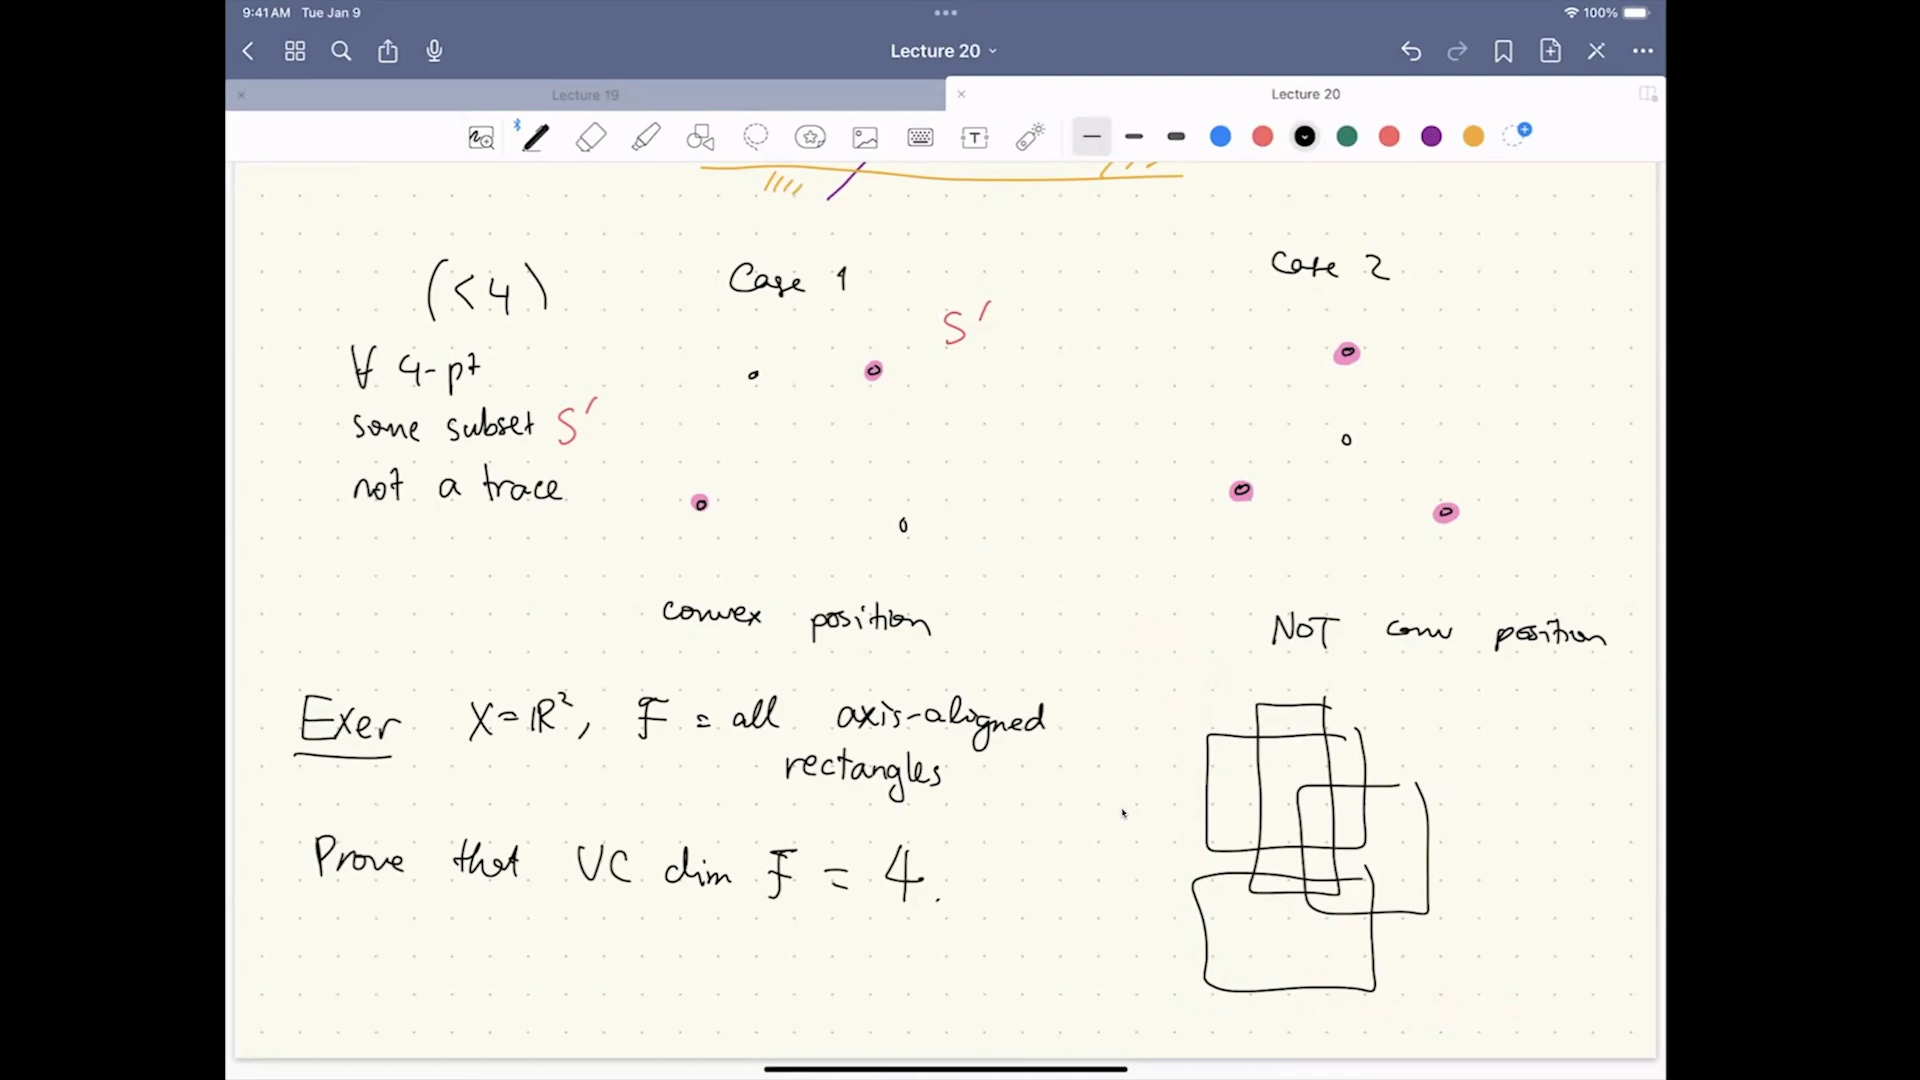 9:41 AM Tue Jan 9
100%
Lecture 20
Lecture 19
Lecture 20
(<4)
Case 1
Case 2
S'
∀ 4-pt
some subset S'
not a trace
convex position
NOT conv position
Exer X=ℝ², F = all axis-aligned
rectangles
Prove that VC dim F = 4.